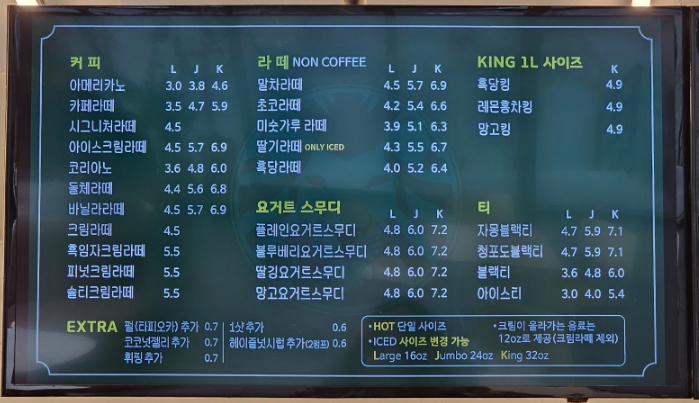 커피 L J K
아메리카노 3.0 3.8 4.6
카페라떼 3.5 4.7 5.9
시그니처라떼 4.5
아이스크림라떼 4.5 5.7 6.9
코리아노 3.6 4.8 6.0
돌체라떼 4.4 5.6 6.8
바닐라라떼 4.5 5.7 6.9
크림라떼 4.5
흑임자크림라떼 5.5
피넛크림라떼 5.5
솔티크림라떼 5.5
라떼 NON COFFEE L J K
말차라떼 4.5 5.7 6.9
초코라떼 4.2 5.4 6.6
미숫가루 라떼 3.9 5.1 6.3
딸기라떼 ONLY ICED 4.3 5.5 6.7
흑당라떼 4.0 5.2 6.4
요거트 스무디 L J K
플레인요거트스무디 4.8 6.0 7.2
블루베리요거트스무디 4.8 6.0 7.2
딸깅요거트스무디 4.8 6.0 7.2
망고요거트스무디 4.8 6.0 7.2
KING 1L 사이즈 K
흑당킹 4.9
레몬홍차킹 4.9
망고킹 4.9
티 L J K
자몽블랙티 4.7 5.9 7.1
청포도블랙티 4.7 5.9 7.1
블랙티 3.6 4.8 6.0
아이스티 3.0 4.0 5.4
EXTRA 펄(타피오카) 추가 0.7
코코넛젤리 추가 0.7
휘핑 추가 0.7
1샷 추가 0.6
헤이즐넛시럽 추가(2펌프) 0.6
•HOT 단일 사이즈
•ICED 사이즈 변경 가능
•크림이 올라가는 음료는
12oz로 제공(크림라떼 제외)
Large 16oz Jumbo 24oz King 32oz